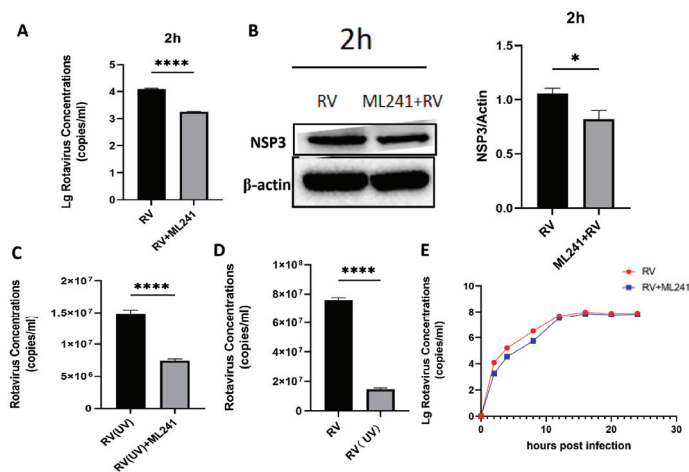 A
2h
****
Lg Rotavirus Concentrations
(copies/ml)
5
4
3
2
1
0
RV
RV+ML241
B
2h
RV
ML241+RV
NSP3
β-actin
2h
*
NSP3/Actin
1.5
1.0
0.5
0.0
RV
ML241+RV
C
****
Rotavirus Concentrations
(copies/ml)
2×10⁷
1.5×10⁷
1×10⁷
5×10⁶
0
RV(UV)
RV(UV)+ML241
D
****
Rotavirus Concentrations
(copies/ml)
1×10⁸
8×10⁷
6×10⁷
4×10⁷
2×10⁷
0
RV
RV( UV)
E
RV
RV+ML241
Lg Rotavirus Concentrations
(copies/ml)
10
8
6
4
2
0
0
10
20
30
hours post infection